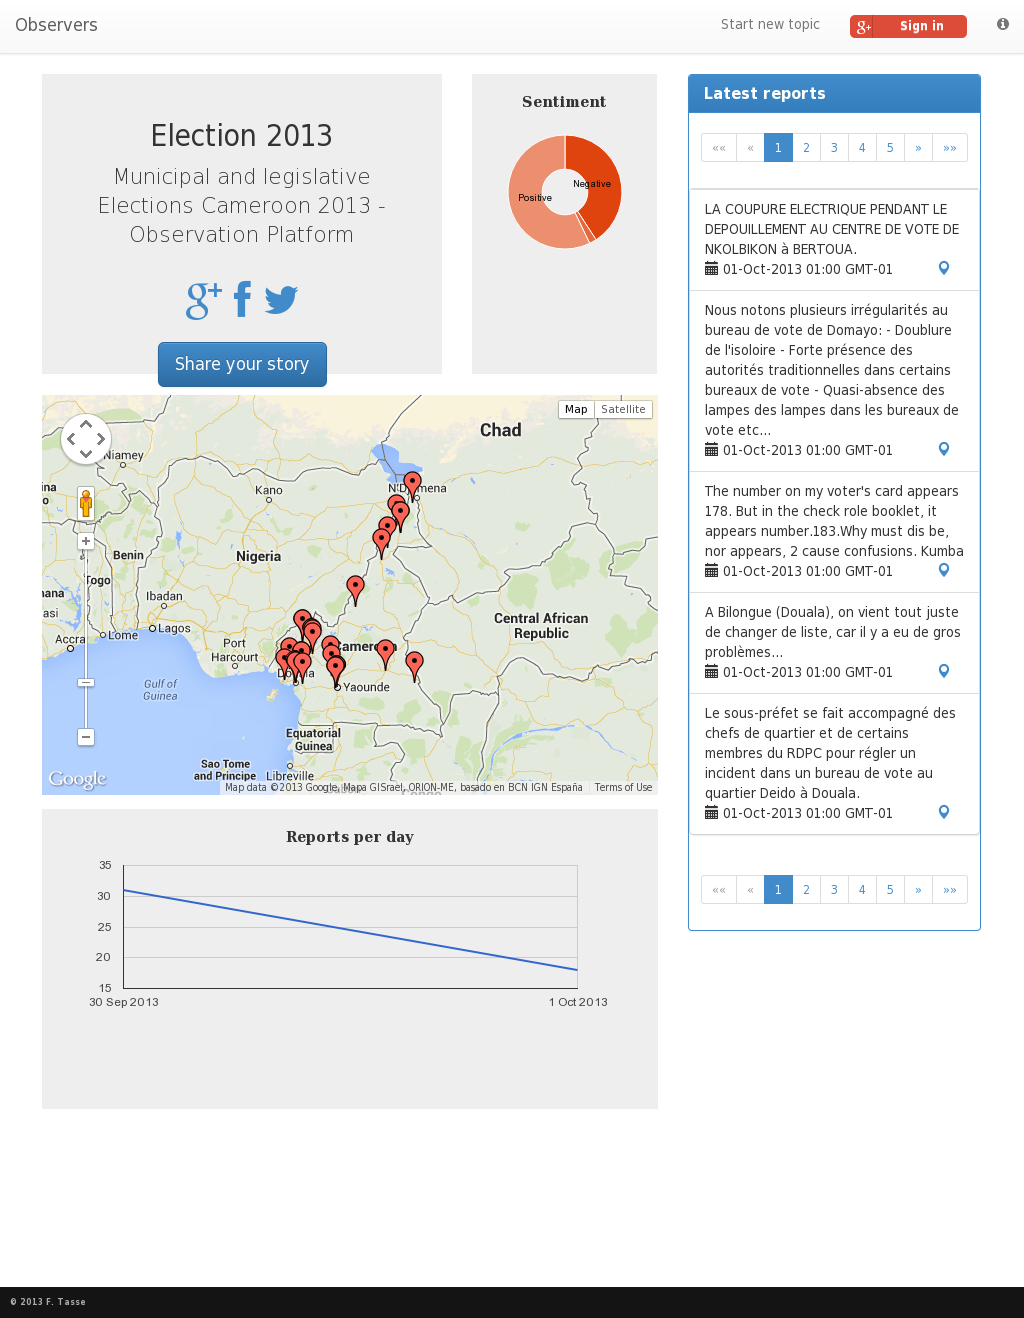 Observers
Start new topic
g+ Sign in
Election 2013
Municipal and legislative
Elections Cameroon 2013 -
Observation Platform
Share your story
Sentiment
Negative
Positive
Map
Satellite
Chad
Niamey
N'Djamena
Kano
Nigeria
Benin
Togo
Ibadan
Lagos
Accra
Lome
Port
Harcourt
Central African
Republic
Cameroon
Douala
Yaounde
Gulf of
Guinea
Equatorial
Guinea
Sao Tome
and Principe
Libreville
Google
Map data ©2013 Google, Mapa GISrael, ORION-ME, basado en BCN IGN España
Terms of Use
Reports per day
35
30
25
20
15
30 Sep 2013
1 Oct 2013
Latest reports
«« « 1 2 3 4 5 » »»
LA COUPURE ELECTRIQUE PENDANT LE
DEPOUILLEMENT AU CENTRE DE VOTE DE
NKOLBIKON à BERTOUA.
01-Oct-2013 01:00 GMT-01
Nous notons plusieurs irrégularités au
bureau de vote de Domayo: - Doublure
de l'isoloire - Forte présence des
autorités traditionnelles dans certains
bureaux de vote - Quasi-absence des
lampes des lampes dans les bureaux de
vote etc...
01-Oct-2013 01:00 GMT-01
The number on my voter's card appears
178. But in the check role booklet, it
appears number.183.Why must dis be,
nor appears, 2 cause confusions. Kumba
01-Oct-2013 01:00 GMT-01
A Bilongue (Douala), on vient tout juste
de changer de liste, car il y a eu de gros
problèmes...
01-Oct-2013 01:00 GMT-01
Le sous-préfet se fait accompagné des
chefs de quartier et de certains
membres du RDPC pour régler un
incident dans un bureau de vote au
quartier Deido à Douala.
01-Oct-2013 01:00 GMT-01
«« « 1 2 3 4 5 » »»
© 2013 F. Tasse